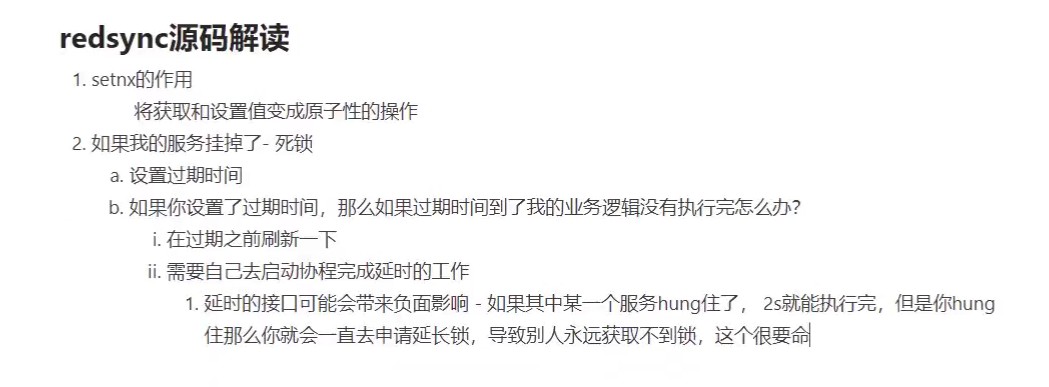 redsync源码解读
1. setnx的作用
将获取和设置值变成原子性的操作
2. 如果我的服务挂掉了- 死锁
a. 设置过期时间
b. 如果你设置了过期时间，那么如果过期时间到了我的业务逻辑没有执行完怎么办?
i. 在过期之前刷新一下
ii. 需要自己去启动协程完成延时的工作
1. 延时的接口可能会带来负面影响 - 如果其中某一个服务hung住了， 2s就能执行完，但是你hung
住那么你就会一直去申请延长锁，导致别人永远获取不到锁，这个很要命